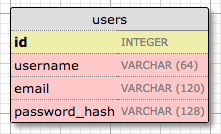 users
id INTEGER
username VARCHAR (64)
email VARCHAR (120)
password_hash VARCHAR (128)